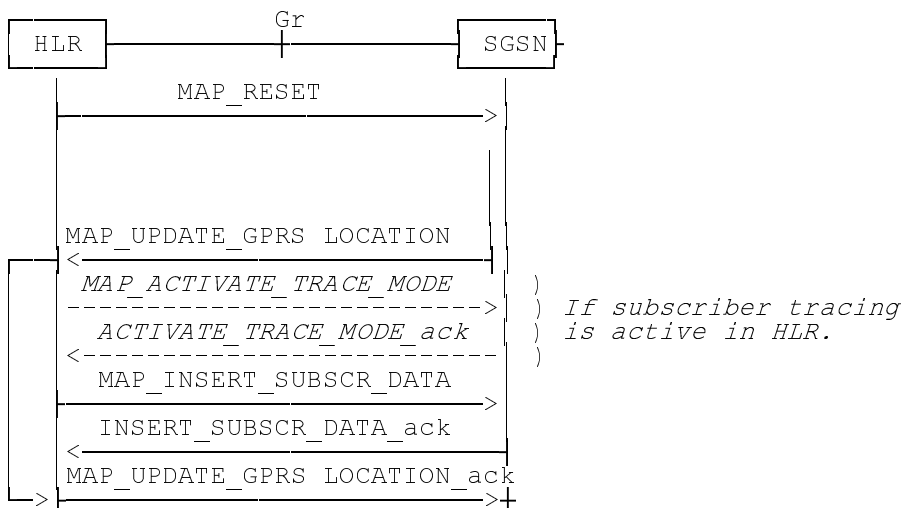 Gr
HLR SGSN
MAP_RESET
MAP_UPDATE_GPRS LOCATION
MAP_ACTIVATE_TRACE_MODE )
) If subscriber tracing
ACTIVATE_TRACE_MODE_ack ) is active in HLR.
)
MAP_INSERT_SUBSCR_DATA
INSERT_SUBSCR_DATA_ack
MAP_UPDATE_GPRS LOCATION_ack